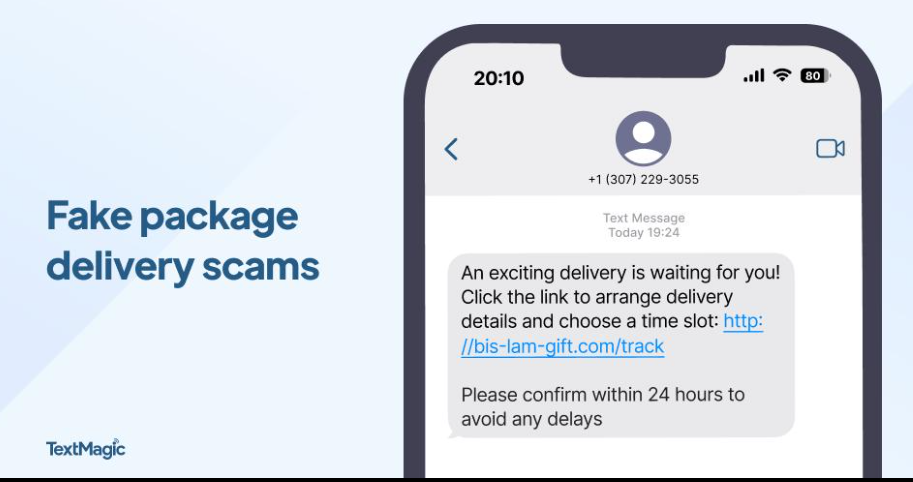 Fake package
delivery scams
TextMagic
20:10
80
+1 (307) 229-3055
Text Message
Today 19:24
An exciting delivery is waiting for you!
Click the link to arrange delivery
details and choose a time slot: http:
//bis-lam-gift.com/track
Please confirm within 24 hours to
avoid any delays